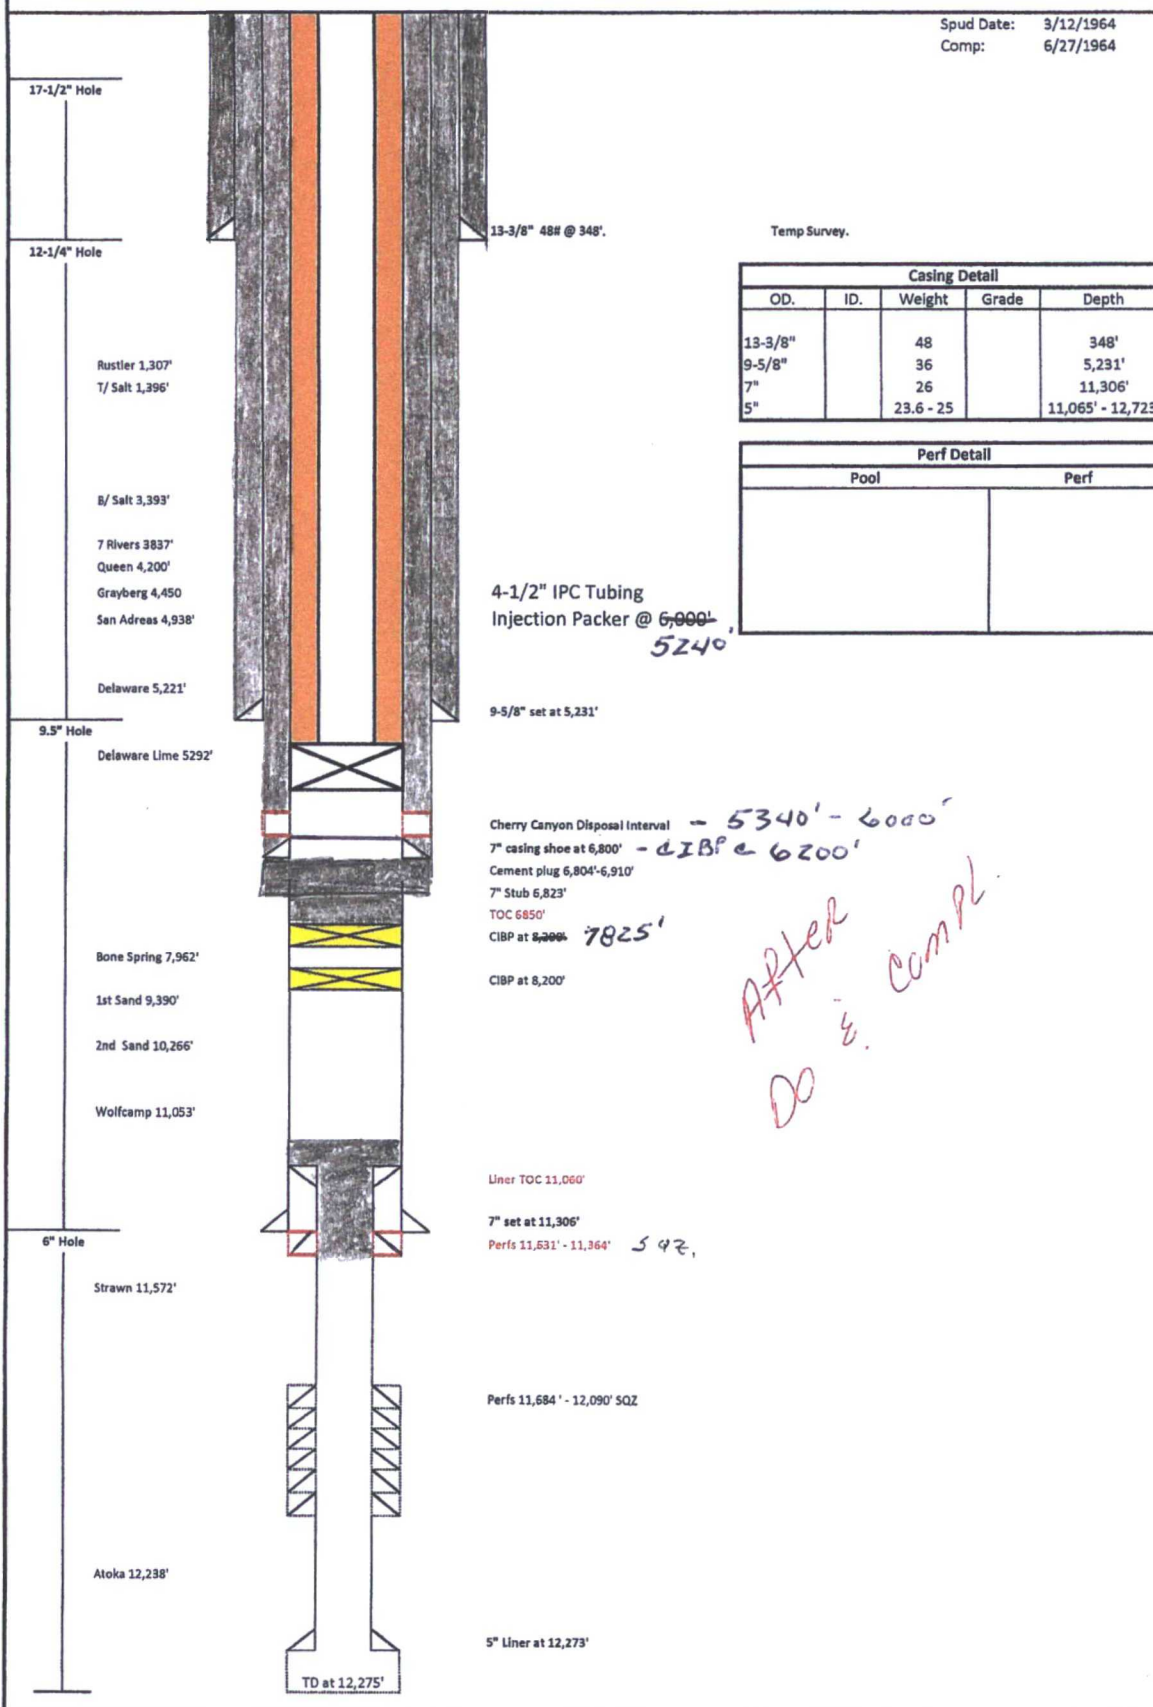 Spud Date: 3/12/1964
Comp: 6/27/1964
17-1/2" Hole
13-3/8" 48# @ 348'.
Temp Survey.
12-1/4" Hole
Casing Detail
OD. ID. Weight Grade Depth
13-3/8" 48 348'
9-5/8" 36 5,231'
7" 26 11,306'
5" 23.6 - 25 11,065' - 12,723
Rustler 1,307'
T/ Salt 1,396'
Perf Detail
Pool Perf
B/ Salt 3,393'
7 Rivers 3837'
Queen 4,200'
Grayberg 4,450
San Adreas 4,938'
4-1/2" IPC Tubing
Injection Packer @ 6,000'
5240'
Delaware 5,221'
9-5/8" set at 5,231'
9.5" Hole
Delaware Lime 5292'
Cherry Canyon Disposal Interval - 5340' - 6000'
7" casing shoe at 6,800' - CIBP @ 6200'
Cement plug 6,804'-6,910'
7" Stub 6,823'
TOC 6850'
CIBP at 8,200' 7825'
Bone Spring 7,962'
CIBP at 8,200'
1st Sand 9,390'
2nd Sand 10,266'
Wolfcamp 11,053'
AFter
DO & Compl.
Liner TOC 11,060'
7" set at 11,306'
6" Hole
Perfs 11,631' - 11,364' SQZ.
Strawn 11,572'
Perfs 11,684 ' - 12,090' SQZ
Atoka 12,238'
5" Liner at 12,273'
TD at 12,275'